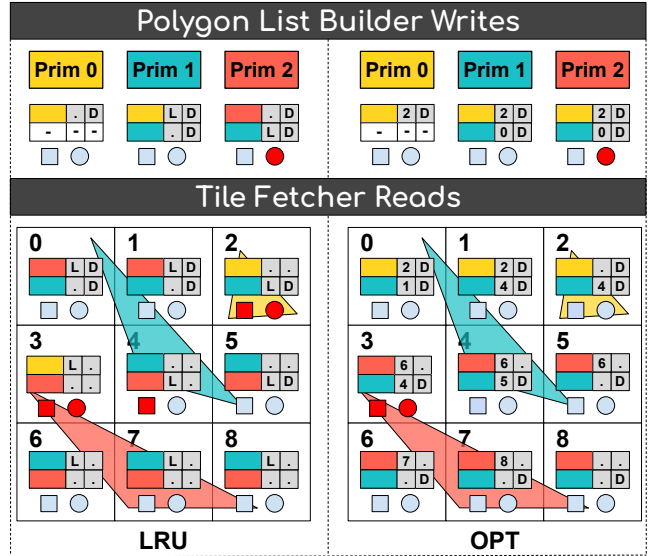 Polygon List Builder Writes
Prim 0 Prim 1 Prim 2 Prim 0 Prim 1 Prim 2
. D L D . D 2 D 2 D 2 D
- - - . D L D - - - 0 D 0 D
Tile Fetcher Reads
0 1 2 0 1 2
L D L D . . 2 D 2 D . .
. D . D L D 1 D 4 D 4 D
3 4 5 3 4 5
L . . . . . 6 . 6 . 6 .
. . L . L D 4 D 5 D . D
6 7 8 6 7 8
L . L . L . 7 . 8 . . .
. . . . . . . D . D . D
LRU OPT